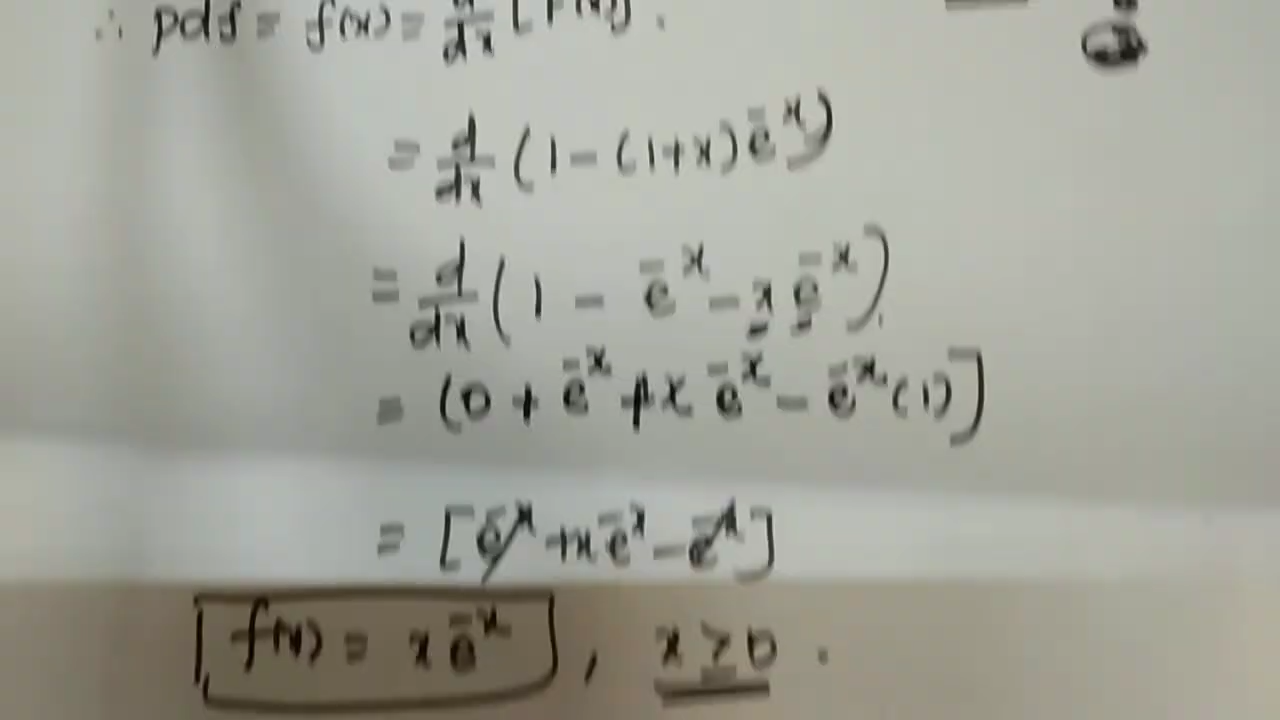 ∴ pdf = f(x) = d/dx [F(x)].
= d/dx (1 - (1+x)e^-x)
= d/dx (1 - e^-x - x e^-x).
= (0 + e^-x + x e^-x - e^-x (1)]
= [e^-x + x e^-x - e^-x]
f(x) = x e^-x , x ≥ 0 .